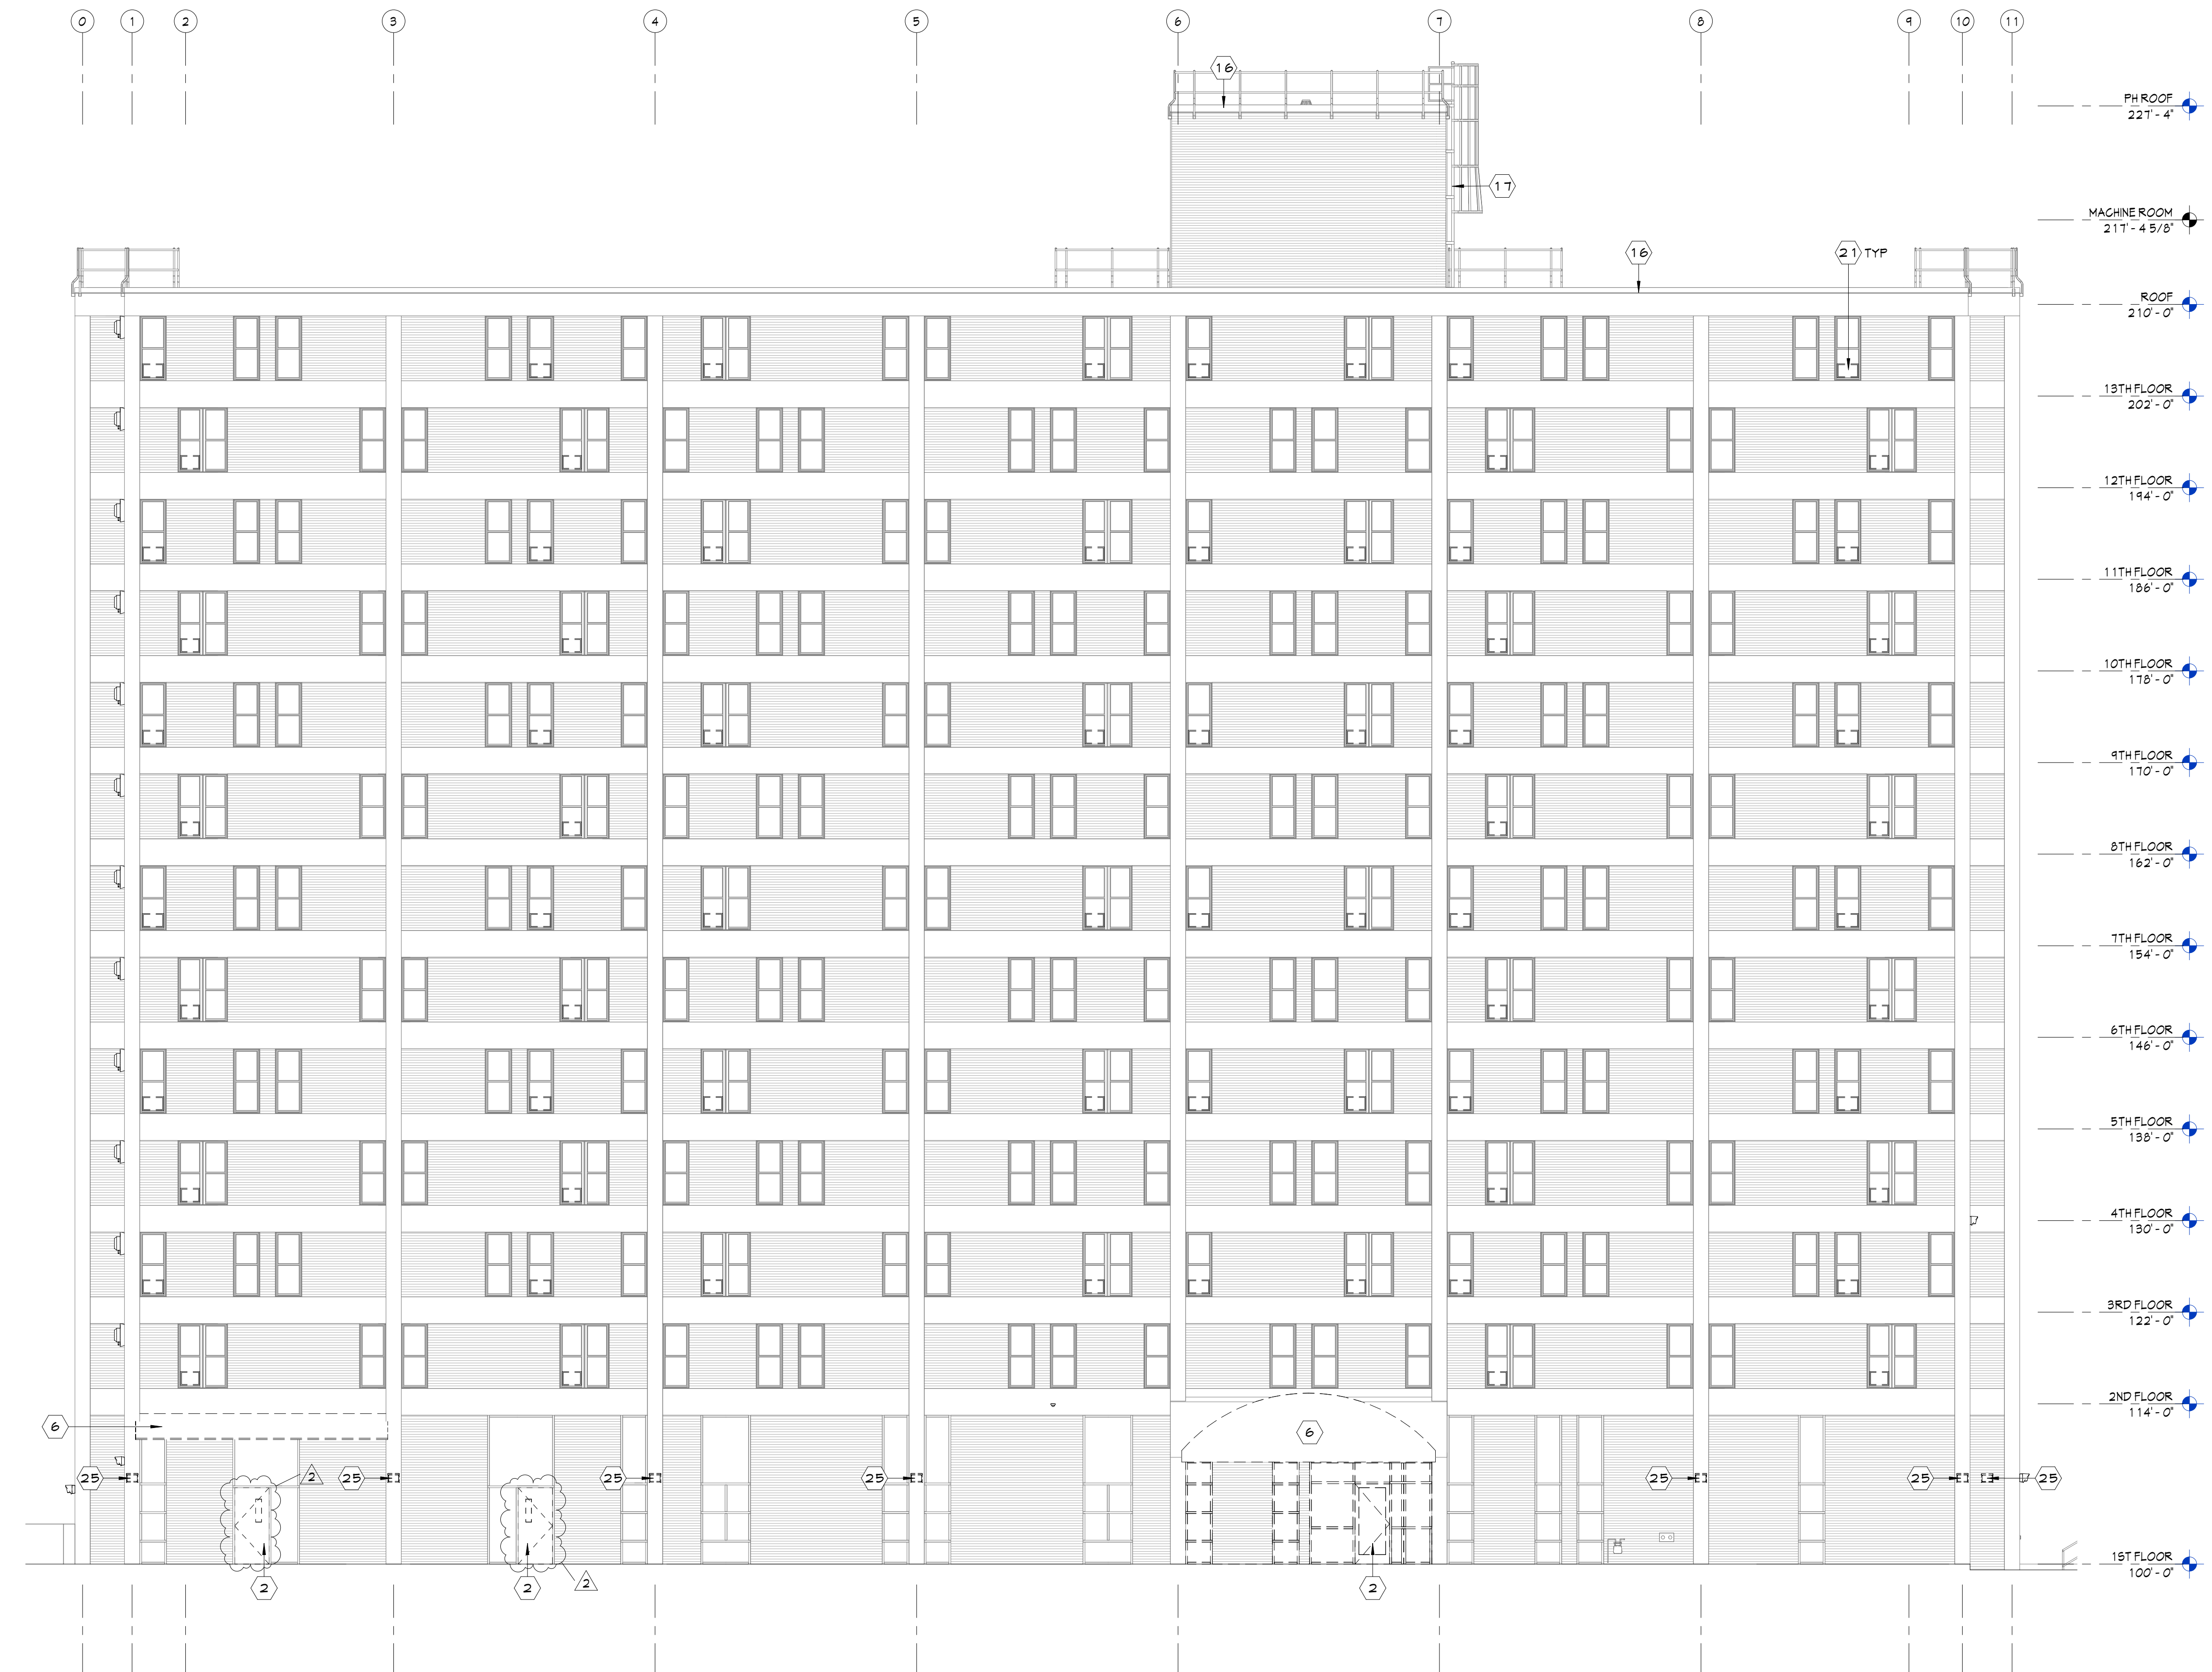 0 1 2 3 4 5 6 7 8 9 10 11
16
PH ROOF
227' - 4"
17
MACHINE ROOM
217' - 4 5/8"
16
21 TYP
ROOF
210' - 0"
13TH FLOOR
202' - 0"
12TH FLOOR
194' - 0"
11TH FLOOR
186' - 0"
10TH FLOOR
178' - 0"
9TH FLOOR
170' - 0"
8TH FLOOR
162' - 0"
7TH FLOOR
154' - 0"
6TH FLOOR
146' - 0"
5TH FLOOR
138' - 0"
4TH FLOOR
130' - 0"
3RD FLOOR
122' - 0"
2ND FLOOR
114' - 0"
6
6
25 2 25 25 25 25 25 25
1ST FLOOR
100' - 0"
2 2 2 2